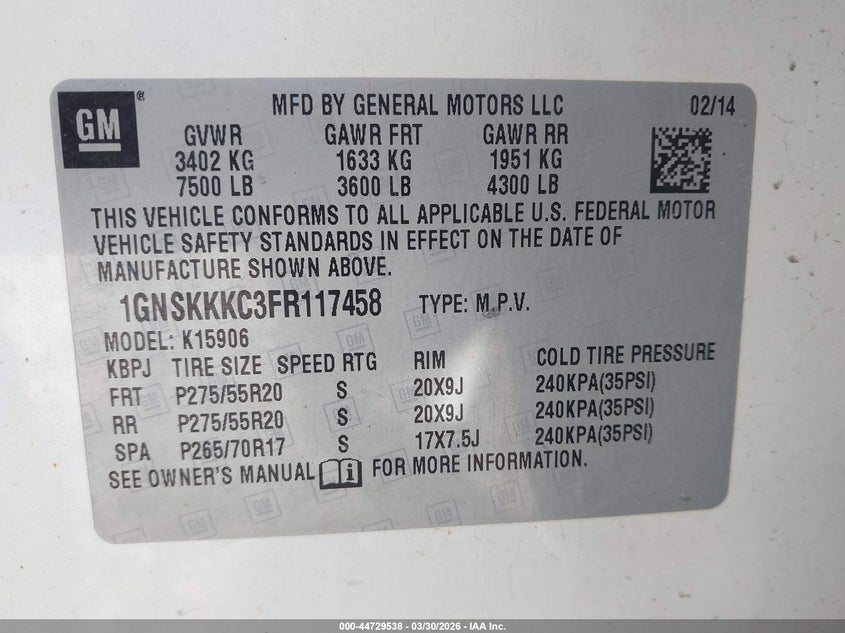 GM ®
MFD BY GENERAL MOTORS LLC 02/14
GVWR GAWR FRT GAWR RR
3402 KG 1633 KG 1951 KG
7500 LB 3600 LB 4300 LB
THIS VEHICLE CONFORMS TO ALL APPLICABLE U.S. FEDERAL MOTOR
VEHICLE SAFETY STANDARDS IN EFFECT ON THE DATE OF
MANUFACTURE SHOWN ABOVE.
1GNSKKKC3FR117458 TYPE: M.P.V.
MODEL: K15906
KBPJ TIRE SIZE SPEED RTG RIM COLD TIRE PRESSURE
FRT P275/55R20 S 20X9J 240KPA(35PSI)
RR P275/55R20 S 20X9J 240KPA(35PSI)
SPA P265/70R17 S 17X7.5J 240KPA(35PSI)
SEE OWNER'S MANUAL i FOR MORE INFORMATION.
000-44729538 - 03/30/2026 - IAA Inc.